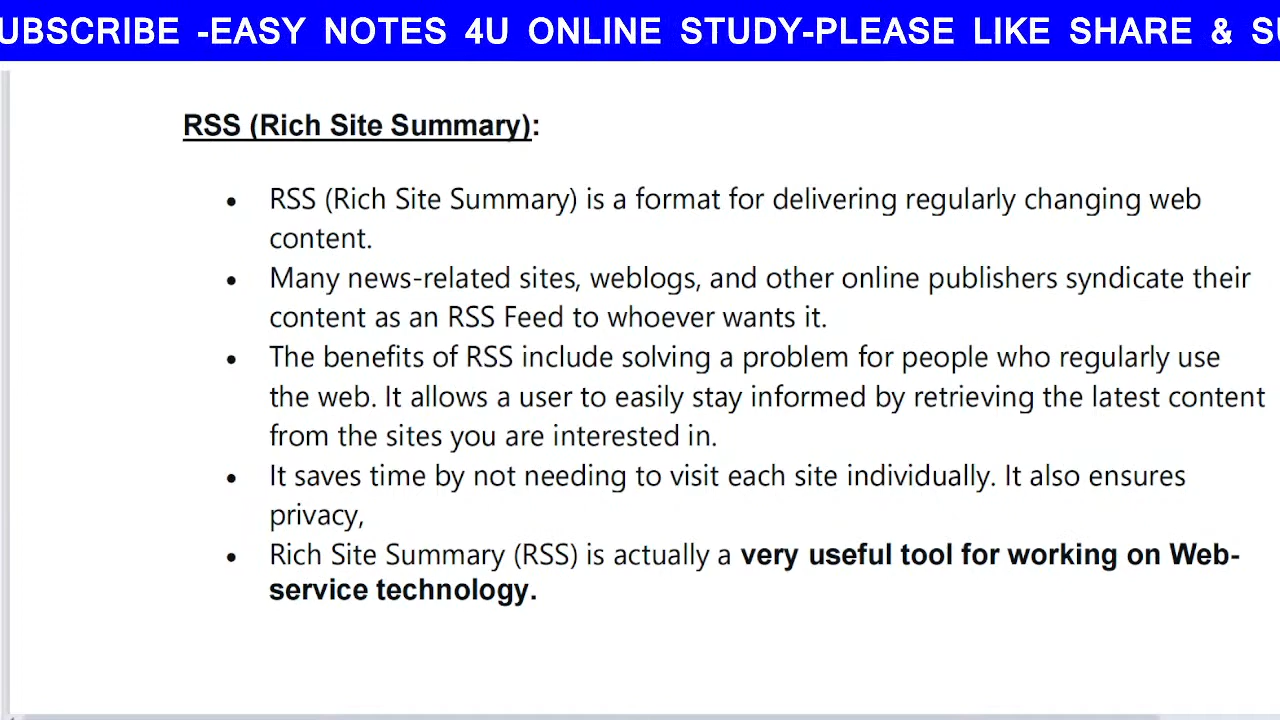 UBSCRIBE -EASY NOTES 4U ONLINE STUDY-PLEASE LIKE SHARE & SU
RSS (Rich Site Summary):
• RSS (Rich Site Summary) is a format for delivering regularly changing web
content.
• Many news-related sites, weblogs, and other online publishers syndicate their
content as an RSS Feed to whoever wants it.
• The benefits of RSS include solving a problem for people who regularly use
the web. It allows a user to easily stay informed by retrieving the latest content
from the sites you are interested in.
• It saves time by not needing to visit each site individually. It also ensures
privacy,
• Rich Site Summary (RSS) is actually a very useful tool for working on Web-
service technology.